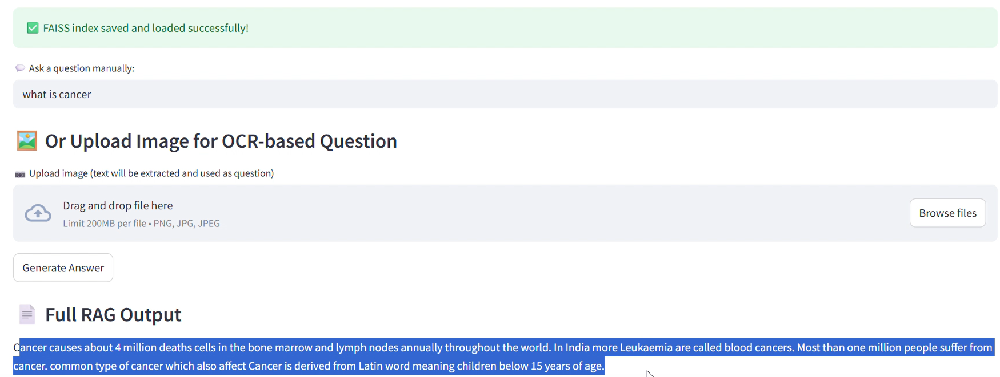 ✅ FAISS index saved and loaded successfully!
💬 Ask a question manually:
what is cancer
🖼️ Or Upload Image for OCR-based Question
📷 Upload image (text will be extracted and used as question)
Drag and drop file here
Limit 200MB per file • PNG, JPG, JPEG
Browse files
Generate Answer
📄 Full RAG Output
Cancer causes about 4 million deaths cells in the bone marrow and lymph nodes annually throughout the world. In India more Leukaemia are called blood cancers. Most than one million people suffer from
cancer. common type of cancer which also affect Cancer is derived from Latin word meaning children below 15 years of age.